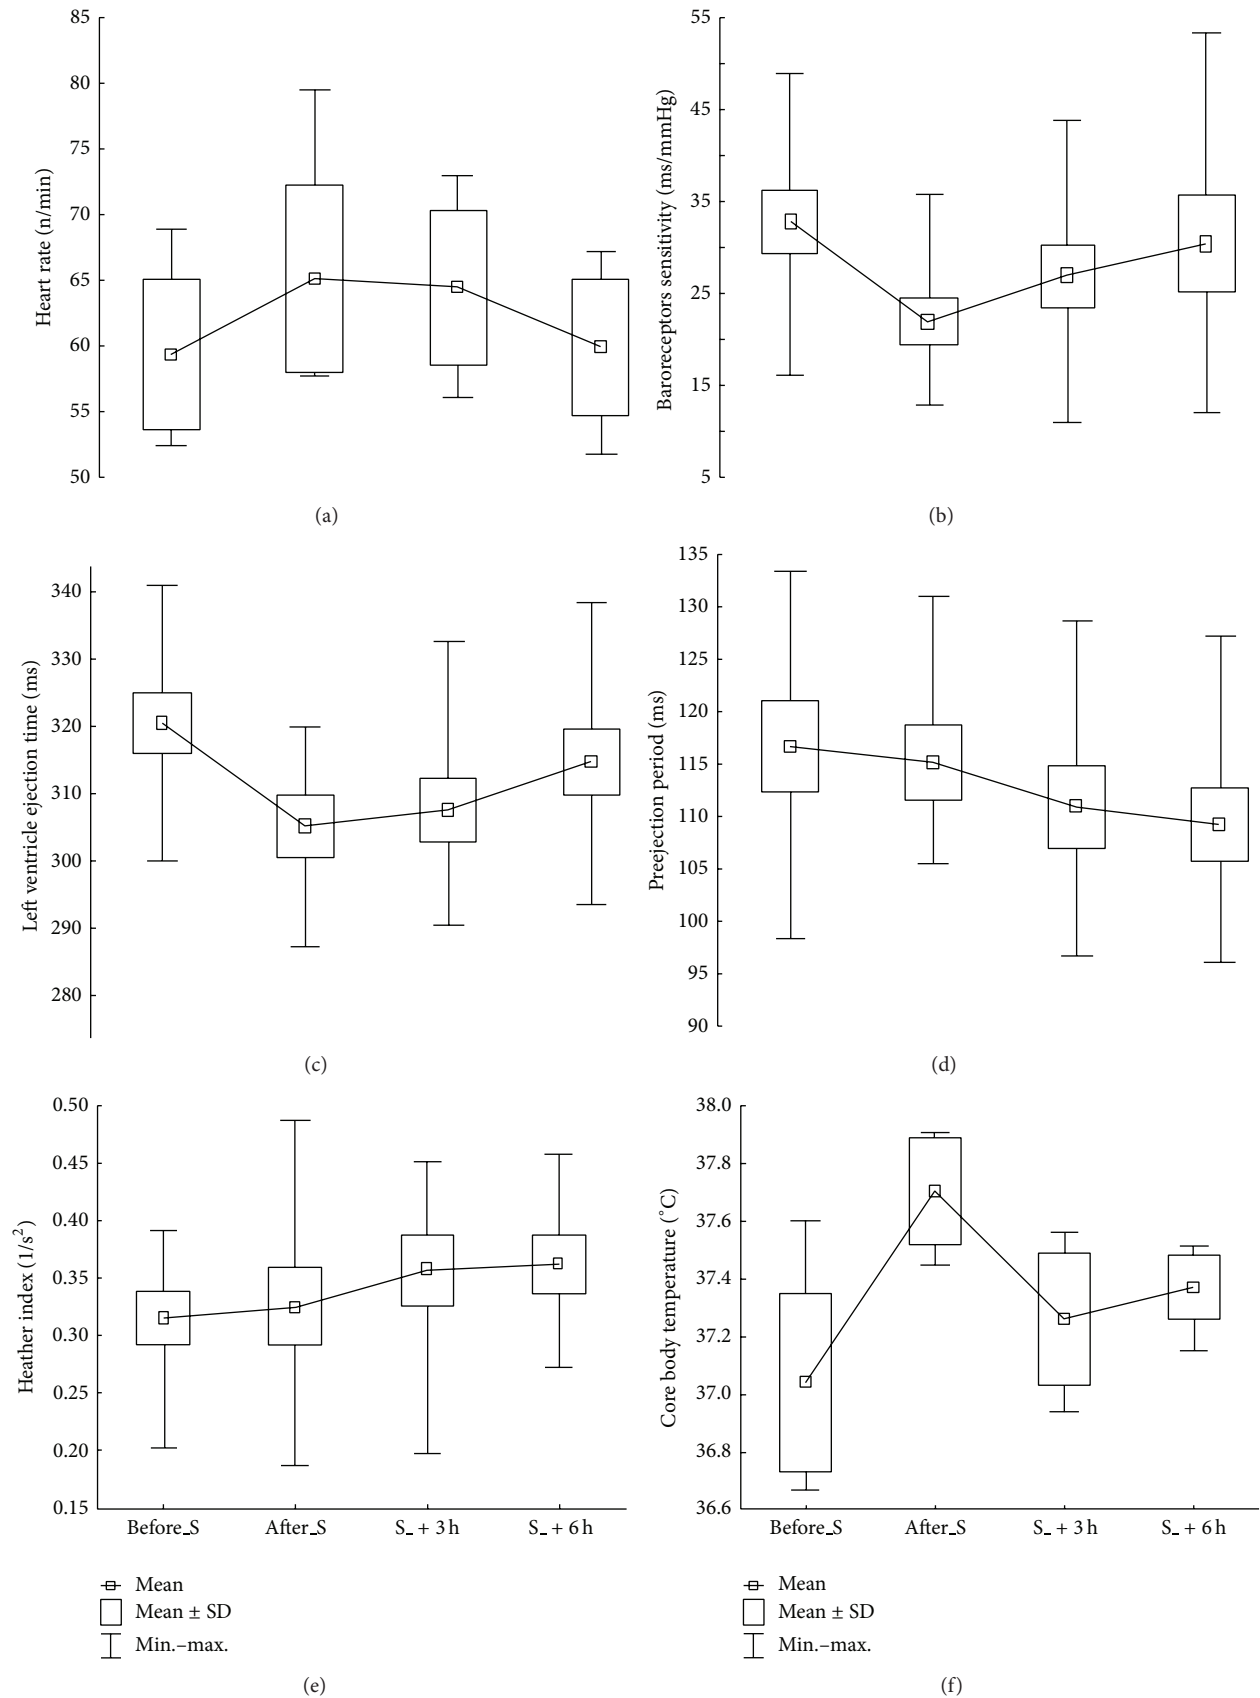 Heart rate (n/min)
85
80
75
70
65
60
55
50
(a)
Baroreceptors sensitivity (ms/mmHg)
55
45
35
25
15
5
(b)
Left ventricle ejection time (ms)
340
330
320
310
300
290
280
(c)
Preejection period (ms)
135
130
125
120
115
110
105
100
95
90
(d)
Heather index (1/s²)
0.50
0.45
0.40
0.35
0.30
0.25
0.20
0.15
Before_S After_S S_ + 3 h S_ + 6 h
Mean
Mean ± SD
Min.–max.
(e)
Core body temperature (°C)
38.0
37.8
37.6
37.4
37.2
37.0
36.8
36.6
Before_S After_S S_ + 3 h S_ + 6 h
Mean
Mean ± SD
Min.–max.
(f)